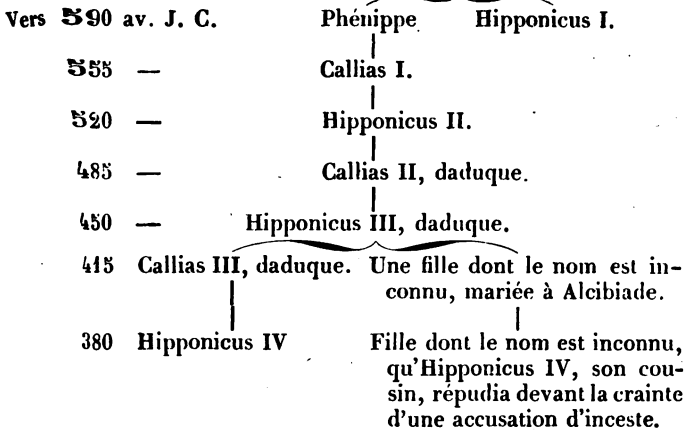 Vers 590 av. J. C. Phénippe Hipponicus I.
555 — Callias I.
520 — Hipponicus II.
485 — Callias II, daduque.
450 — Hipponicus III, daduque.
415 Callias III, daduque. Une fille dont le nom est in-
connu, mariée à Alcibiade.
380 Hipponicus IV Fille dont le nom est inconnu,
qu'Hipponicus IV, son cou-
sin, répudia devant la crainte
d'une accusation d'inceste.